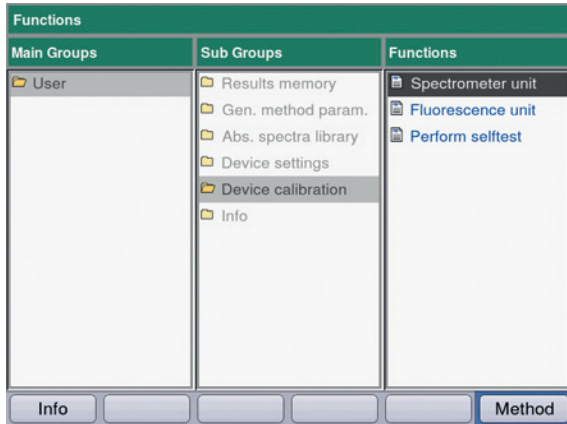 Functions
Main Groups
Sub Groups
Functions
User
Results memory
Gen. method param.
Abs. spectra library
Device settings
Device calibration
Info
Spectrometer unit
Fluorescence unit
Perform selftest
Info
Method